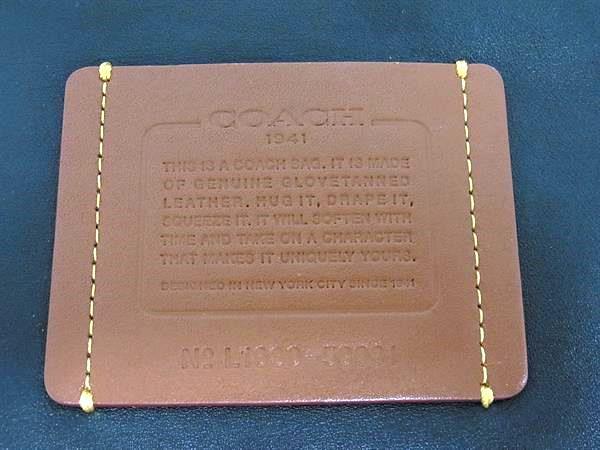 COACH
1941
THIS IS A COACH BAG. IT IS MADE
OF GENUINE GLOVETANNED
LEATHER. HUG IT, DRAPE IT,
SQUEEZE IT. IT WILL SOFTEN WITH
TIME AND TAKE ON A CHARACTER
THAT MAKES IT UNIQUELY YOURS.
DESIGNED IN NEW YORK CITY SINCE 1941
No